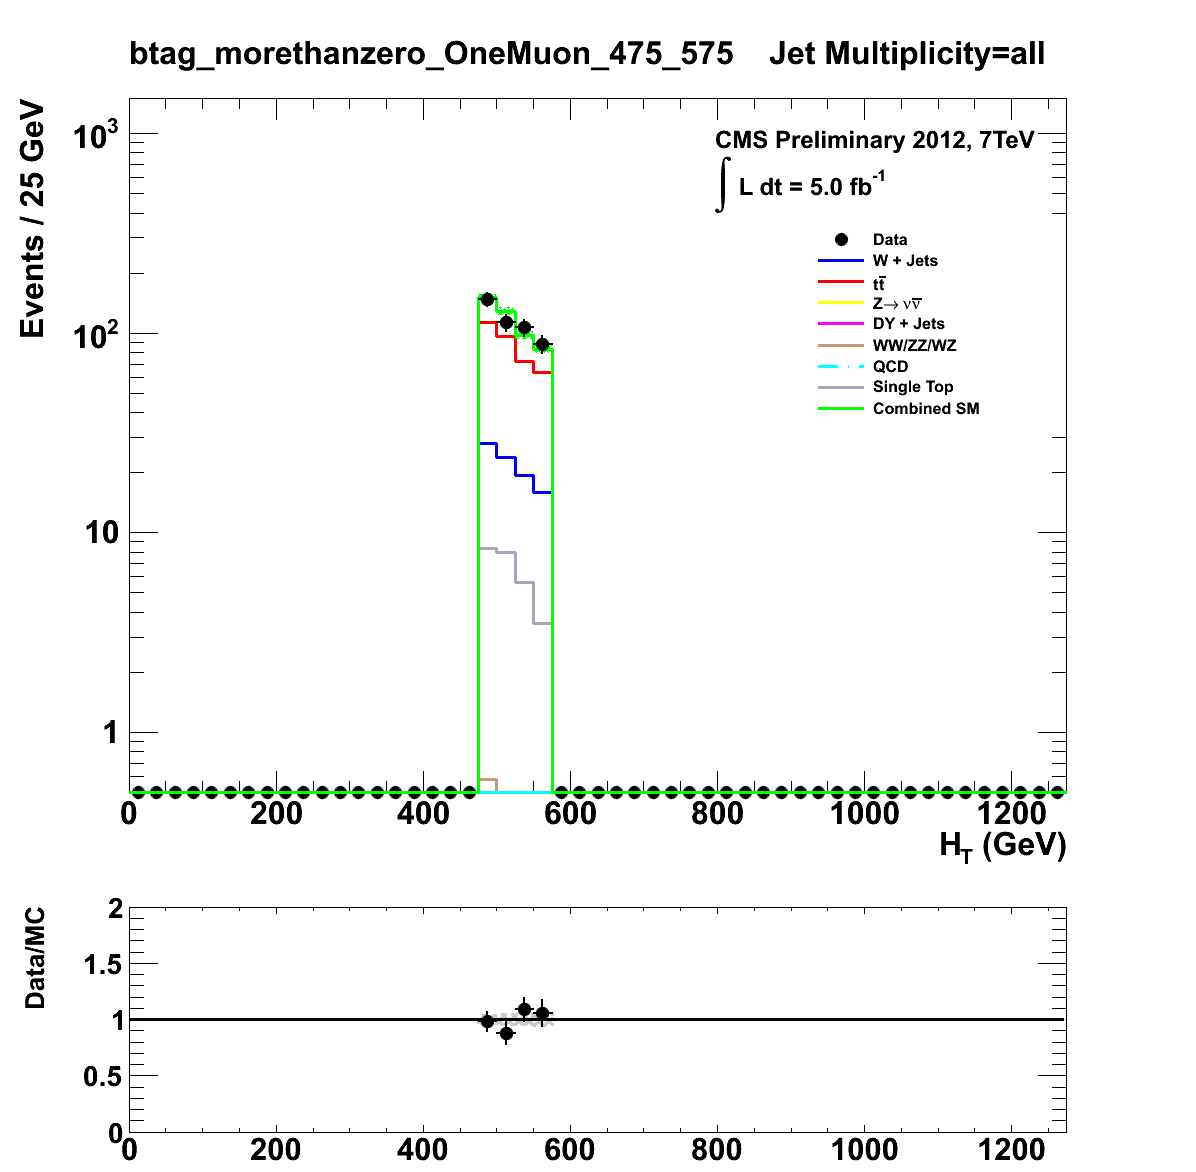 btag_morethanzero_OneMuon_475_575 Jet Multiplicity=all
Events / 25 GeV
10³
10²
10
1
CMS Preliminary 2012, 7TeV
∫ L dt = 5.0 fb⁻¹
Data
W + Jets
tt̅
Z→ νν̅
DY + Jets
WW/ZZ/WZ
QCD
Single Top
Combined SM
0 200 400 600 800 1000 1200
H_T (GeV)
Data/MC
2
1.5
1
0.5
0
0 200 400 600 800 1000 1200